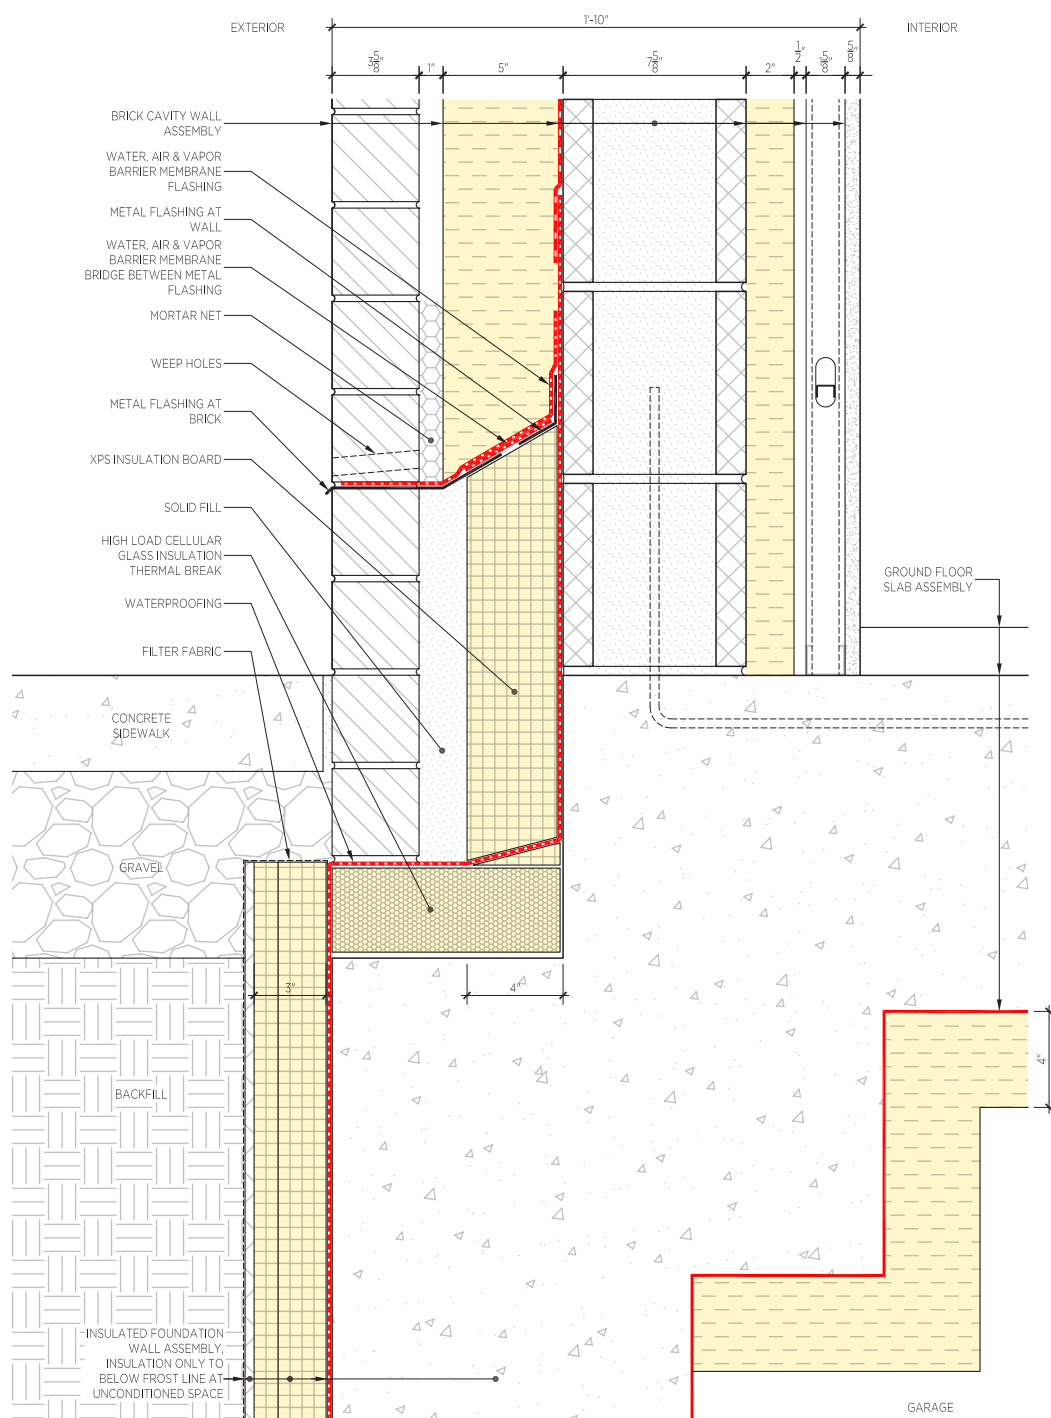 EXTERIOR
1'-10"
INTERIOR
3 5/8"
1"
5"
7 5/8"
2"
1/2"
5/8"
BRICK CAVITY WALL
ASSEMBLY
WATER, AIR & VAPOR
BARRIER MEMBRANE
FLASHING
METAL FLASHING AT
WALL
WATER, AIR & VAPOR
BARRIER MEMBRANE
BRIDGE BETWEEN METAL
FLASHING
MORTAR NET
WEEP HOLES
METAL FLASHING AT
BRICK
XPS INSULATION BOARD
SOLID FILL
HIGH LOAD CELLULAR
GLASS INSULATION
THERMAL BREAK
WATERPROOFING
FILTER FABRIC
GROUND FLOOR
SLAB ASSEMBLY
CONCRETE
SIDEWALK
GRAVEL
3"
4"
4"
BACKFILL
INSULATED FOUNDATION
WALL ASSEMBLY,
INSULATION ONLY TO
BELOW FROST LINE AT
UNCONDITIONED SPACE
GARAGE